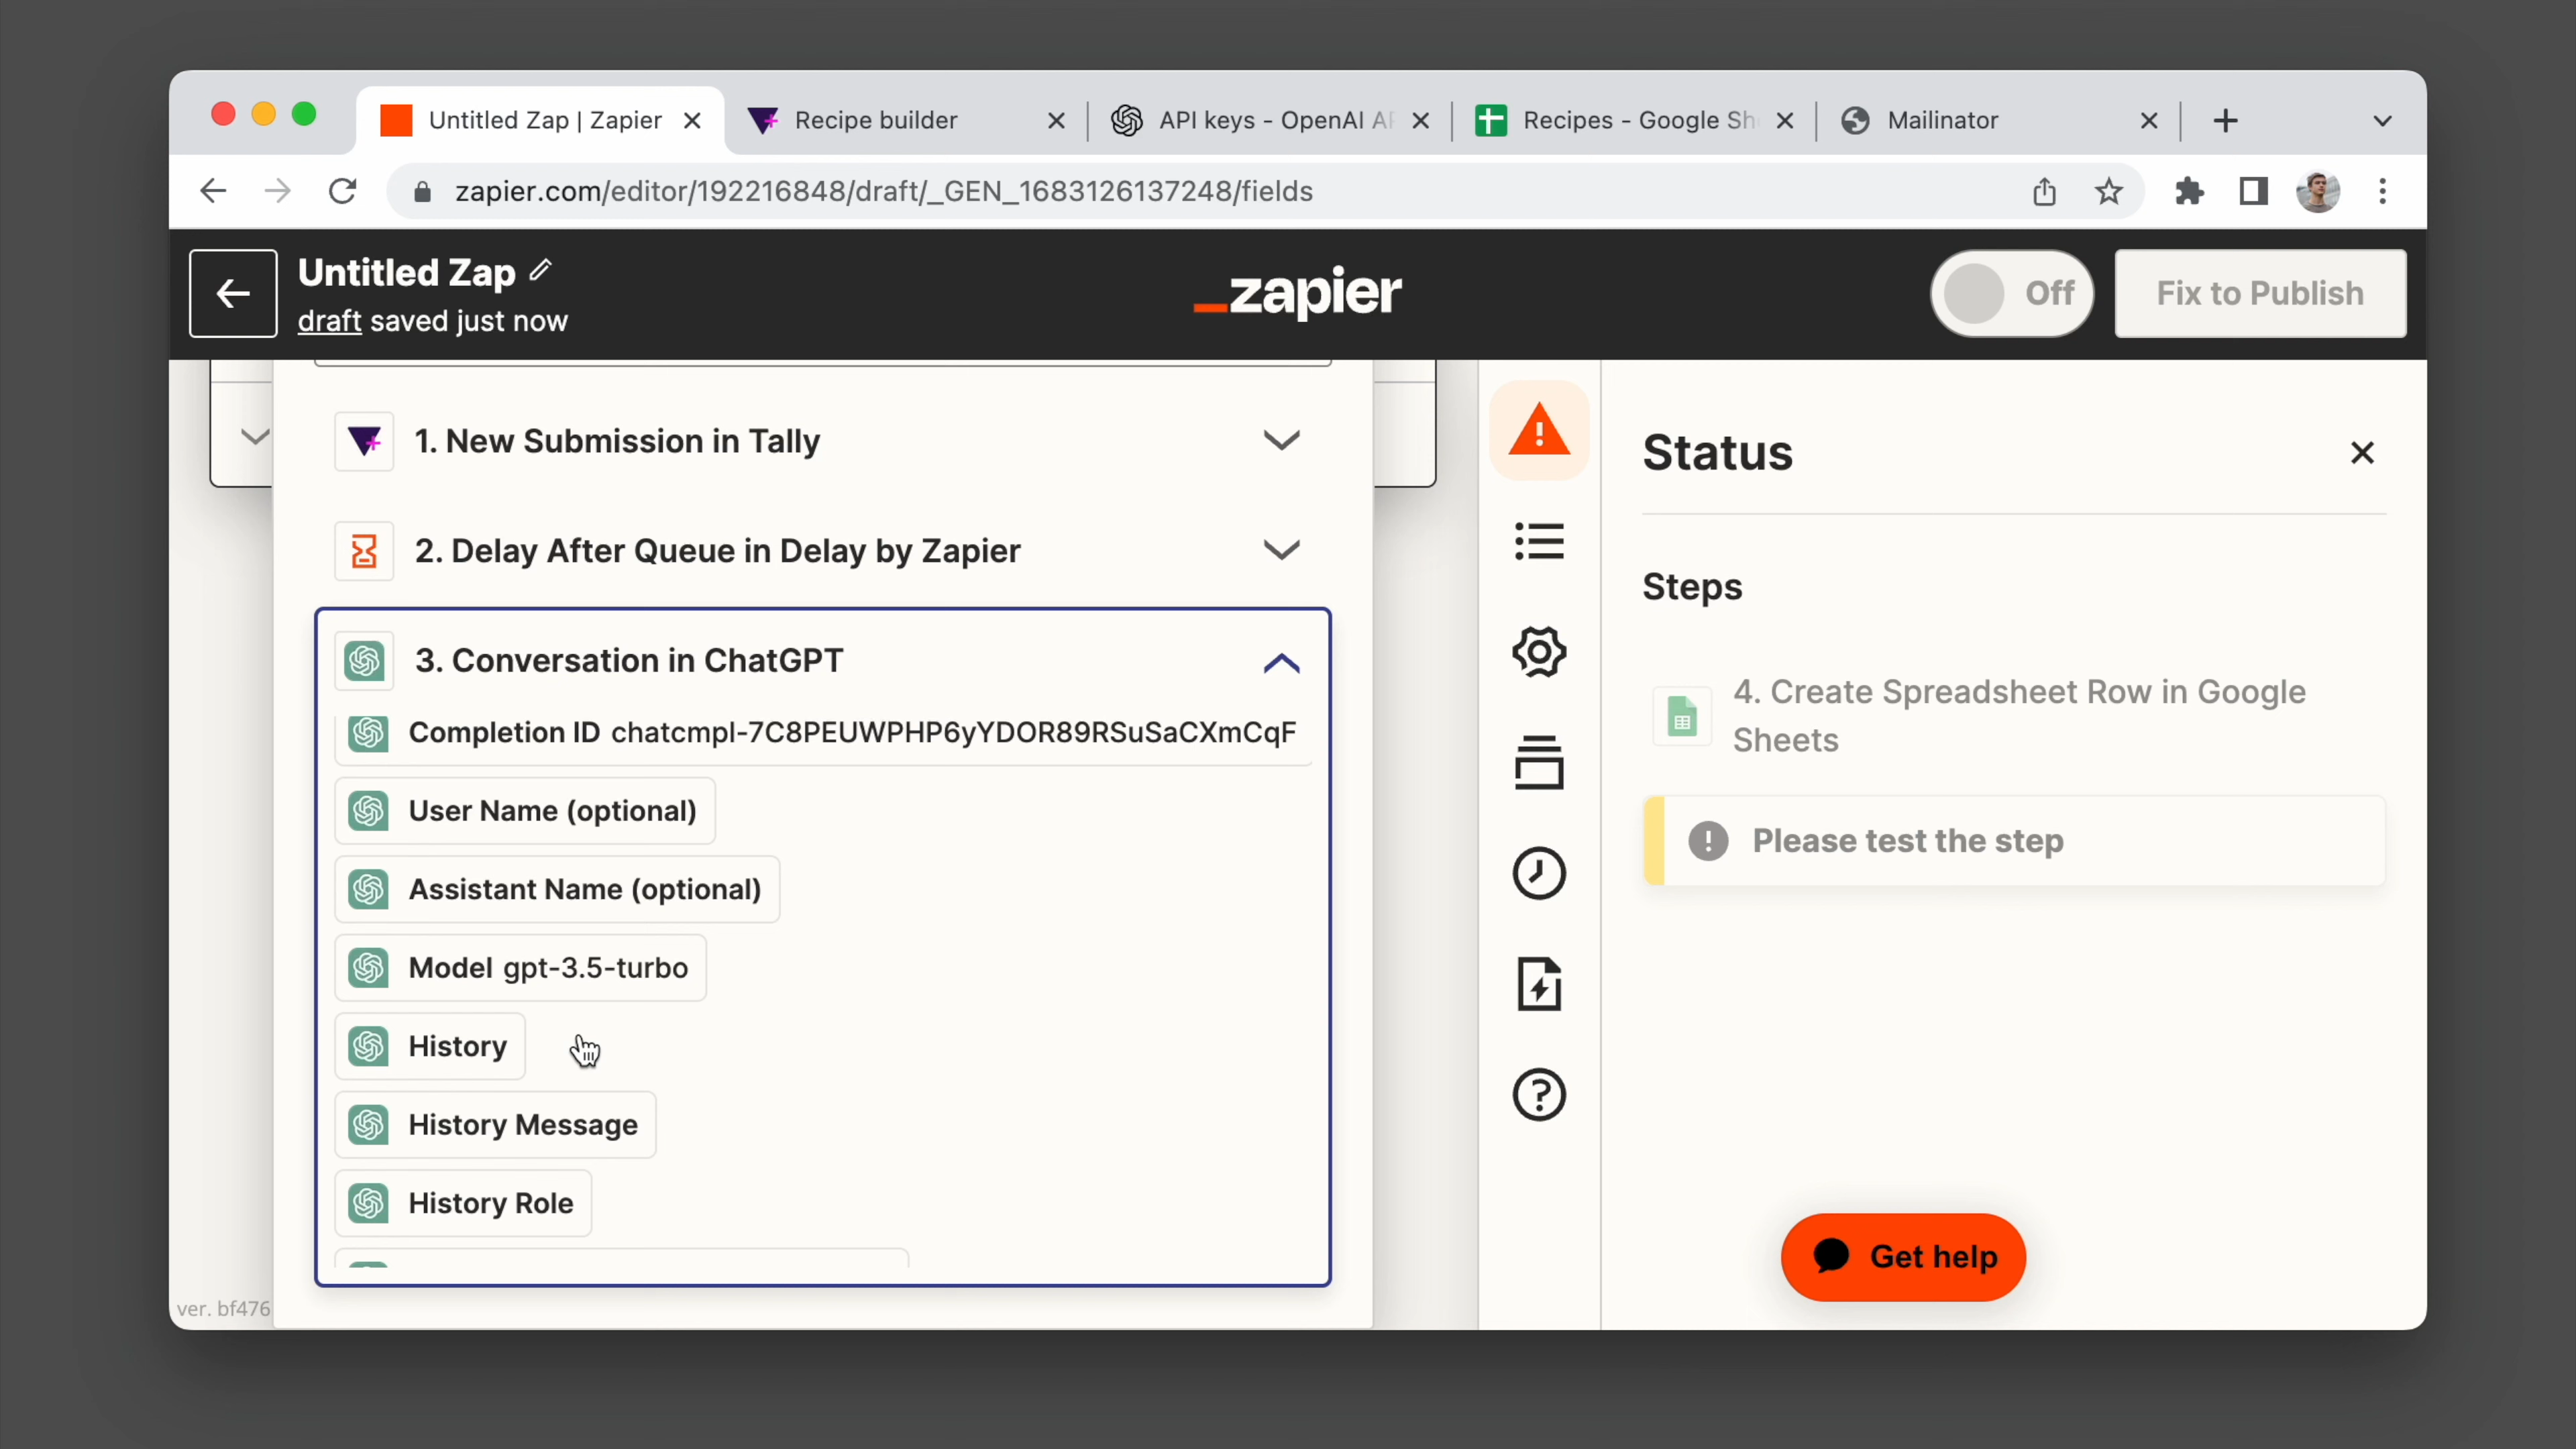 Untitled Zap | Zapier
Recipe builder
API keys - OpenAI AP
Recipes - Google Sh
Mailinator
zapier.com/editor/192216848/draft/_GEN_1683126137248/fields
Untitled Zap
draft saved just now
_zapier
Off
Fix to Publish
1. New Submission in Tally
2. Delay After Queue in Delay by Zapier
3. Conversation in ChatGPT
Completion ID chatcmpl-7C8PEUWPHP6yYDOR89RSuSaCXmCqF
User Name (optional)
Assistant Name (optional)
Model gpt-3.5-turbo
History
History Message
History Role
ver. bf476
Status
Steps
4. Create Spreadsheet Row in Google
Sheets
Please test the step
Get help